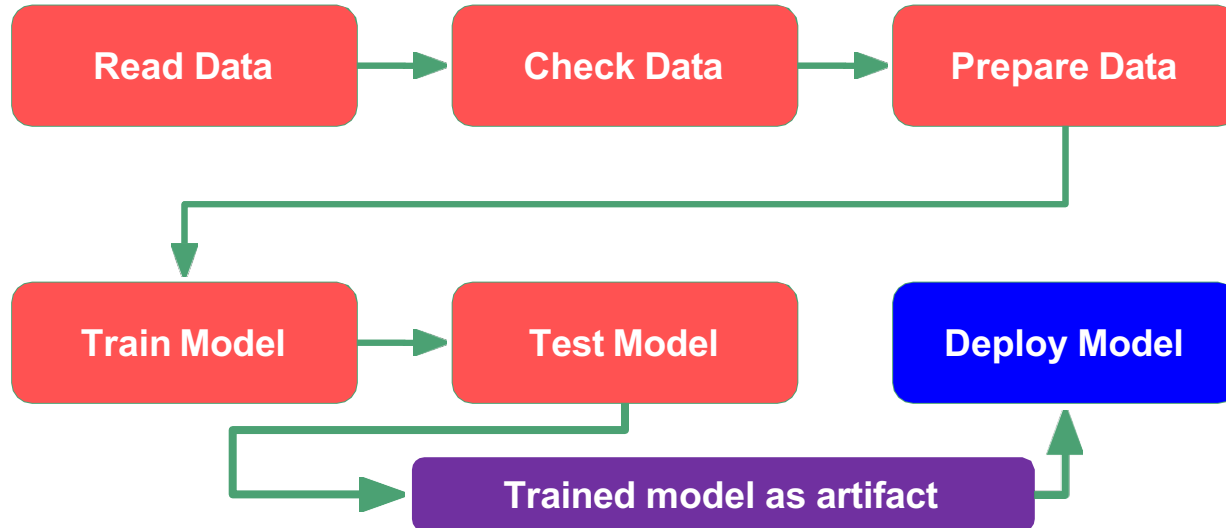 Read Data
Check Data
Prepare Data
Train Model
Test Model
Deploy Model
Trained model as artifact